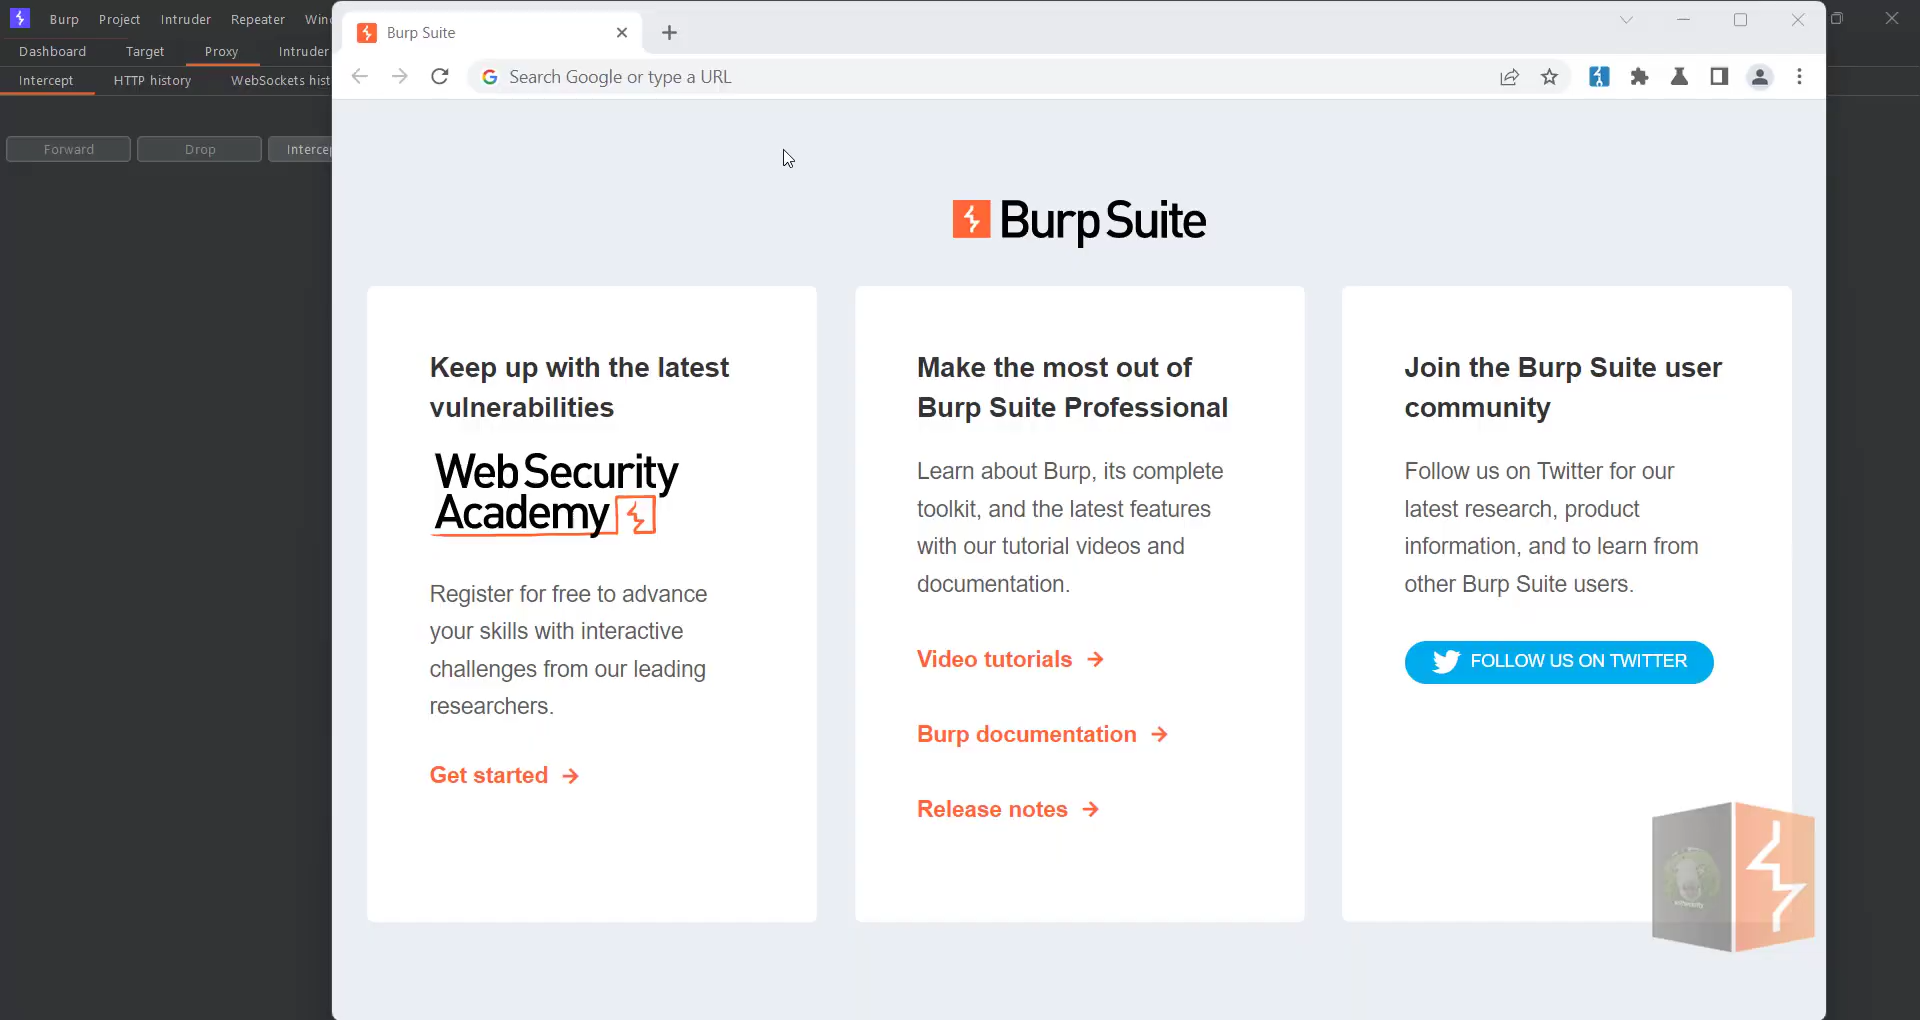 Burp Project Intruder Repeater
Dashboard Target Proxy Intruder
Intercept HTTP history WebSockets hist
Forward Drop Interce
Burp Suite
Search Google or type a URL
Burp Suite
Keep up with the latest
vulnerabilities
WebSecurity
Academy
Register for free to advance
your skills with interactive
challenges from our leading
researchers.
Get started →
Make the most out of
Burp Suite Professional
Learn about Burp, its complete
toolkit, and the latest features
with our tutorial videos and
documentation.
Video tutorials →
Burp documentation →
Release notes →
Join the Burp Suite user
community
Follow us on Twitter for our
latest research, product
information, and to learn from
other Burp Suite users.
FOLLOW US ON TWITTER